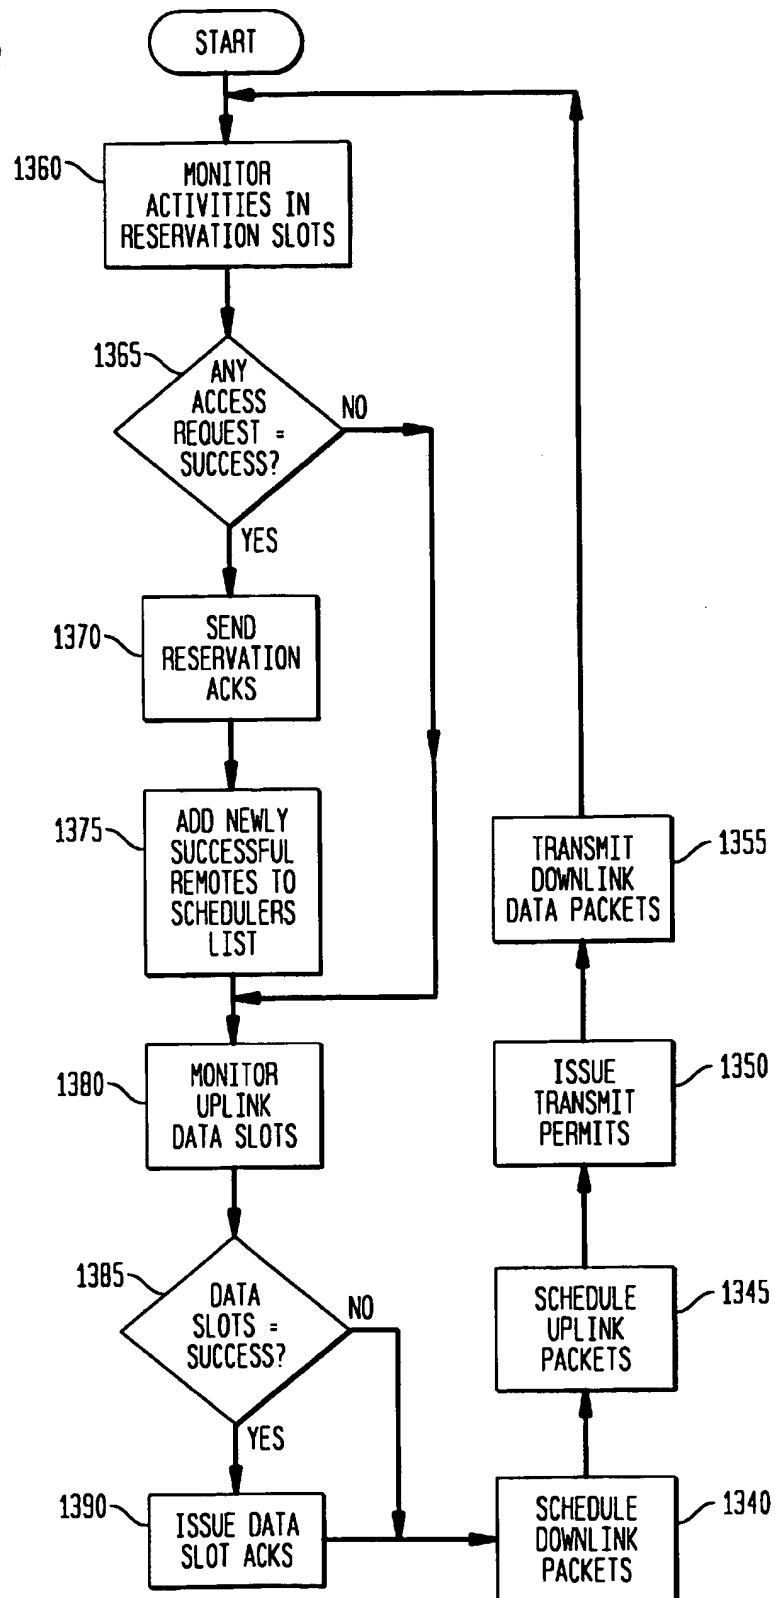 START
1360
MONITOR
ACTIVITIES IN
RESERVATION SLOTS
1365
ANY
ACCESS
REQUEST =
SUCCESS?
NO
YES
1370
SEND
RESERVATION
ACKS
1375
ADD NEWLY
SUCCESSFUL
REMOTES TO
SCHEDULERS
LIST
1380
MONITOR
UPLINK
DATA SLOTS
1385
DATA
SLOTS =
SUCCESS?
NO
YES
1390
ISSUE DATA
SLOT ACKS
SCHEDULE
DOWNLINK
PACKETS
1340
SCHEDULE
UPLINK
PACKETS
1345
ISSUE
TRANSMIT
PERMITS
1350
TRANSMIT
DOWNLINK
DATA PACKETS
1355